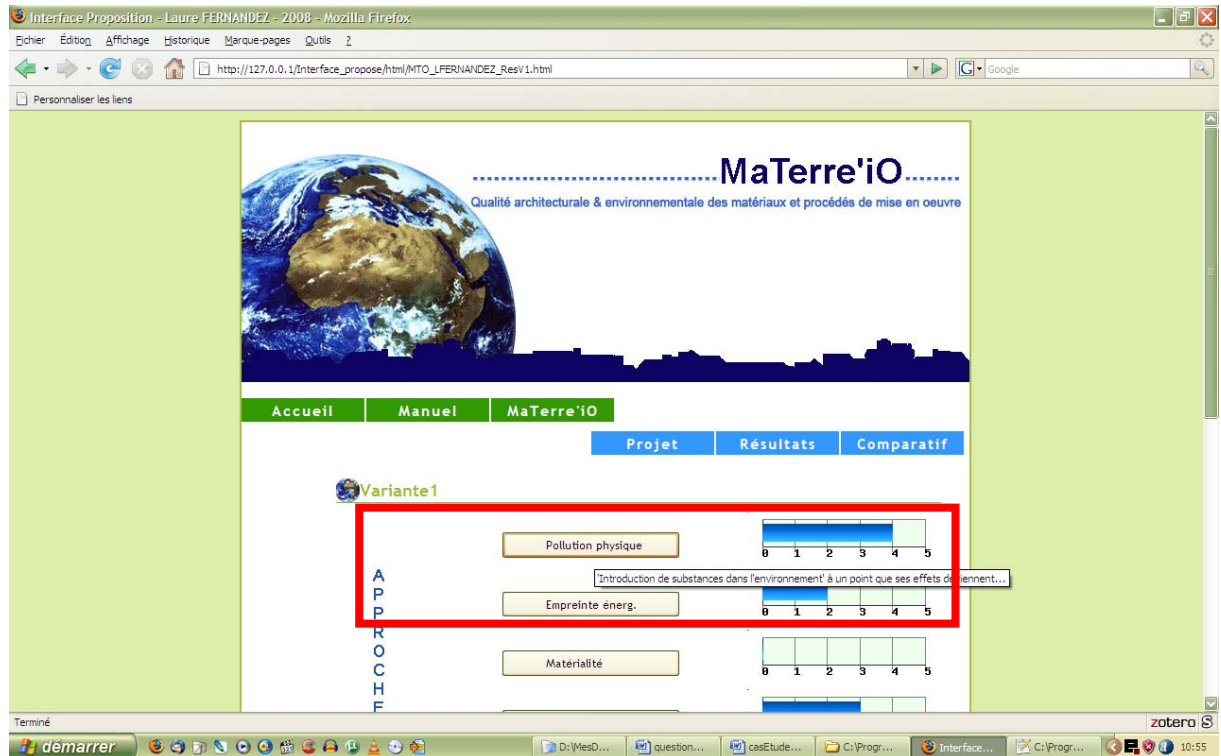 Interface Proposition - Laure FERNANDEZ - 2008 - Mozilla Firefox
Fichier Édition Affichage Historique Marque-pages Outils ?
http://127.0.0.1/Interface_propose/html/MTO_LFERNANDEZ_ResV1.html
G Google
Personnaliser les liens
MaTerre'iO
Qualité architecturale & environnementale des matériaux et procédés de mise en oeuvre
Accueil Manuel MaTerre'iO
Projet Résultats Comparatif
Variante1
Pollution physique
0 1 2 3 4 5
'Introduction de substances dans l'environnement' à un point que ses effets deviennent...
Empreinte énerg.
0 1 2 3 4 5
Matérialité
0 1 2 3 4 5
A
P
P
R
O
C
H
E
Terminé
zotero
démarrer D:\MesD... question... casEtude... C:\Progr... Interface... C:\Progr... 10:55